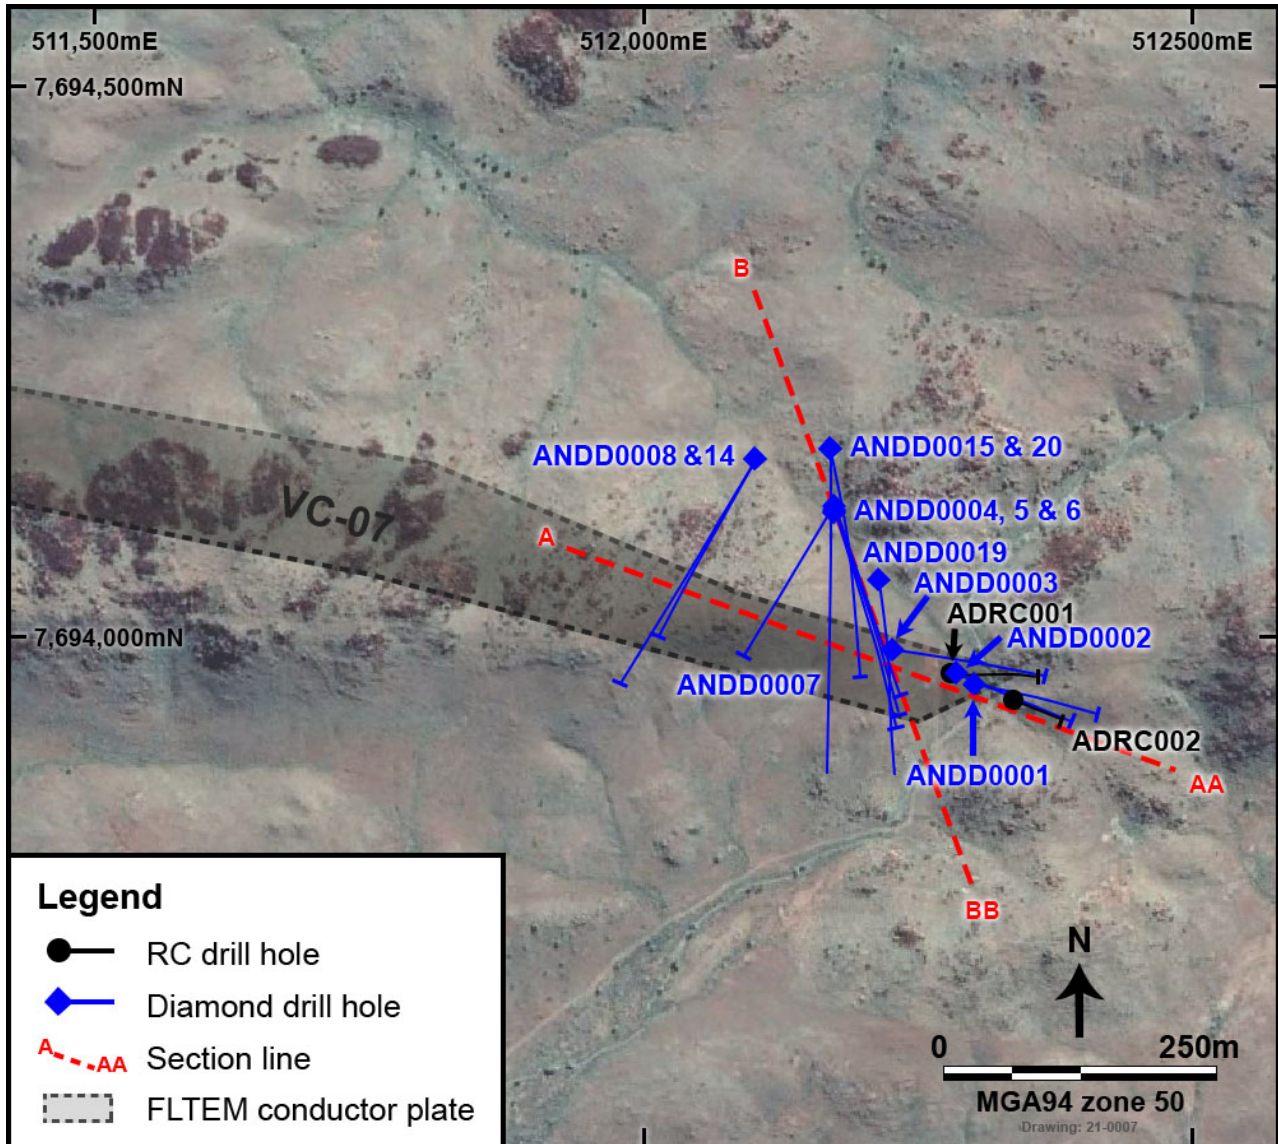 511,500mE
512,000mE
512500mE
7,694,500mN
B
ANDD0008 &14
ANDD0015 & 20
VC-07
ANDD0004, 5 & 6
A
ANDD0019
ANDD0003
ADRC001
7,694,000mN
ANDD0002
ANDD0007
ADRC002
ANDD0001
AA
Legend
BB
RC drill hole
N
Diamond drill hole
A
AA
Section line
0
250m
FLTEM conductor plate
MGA94 zone 50
Drawing: 21-0007